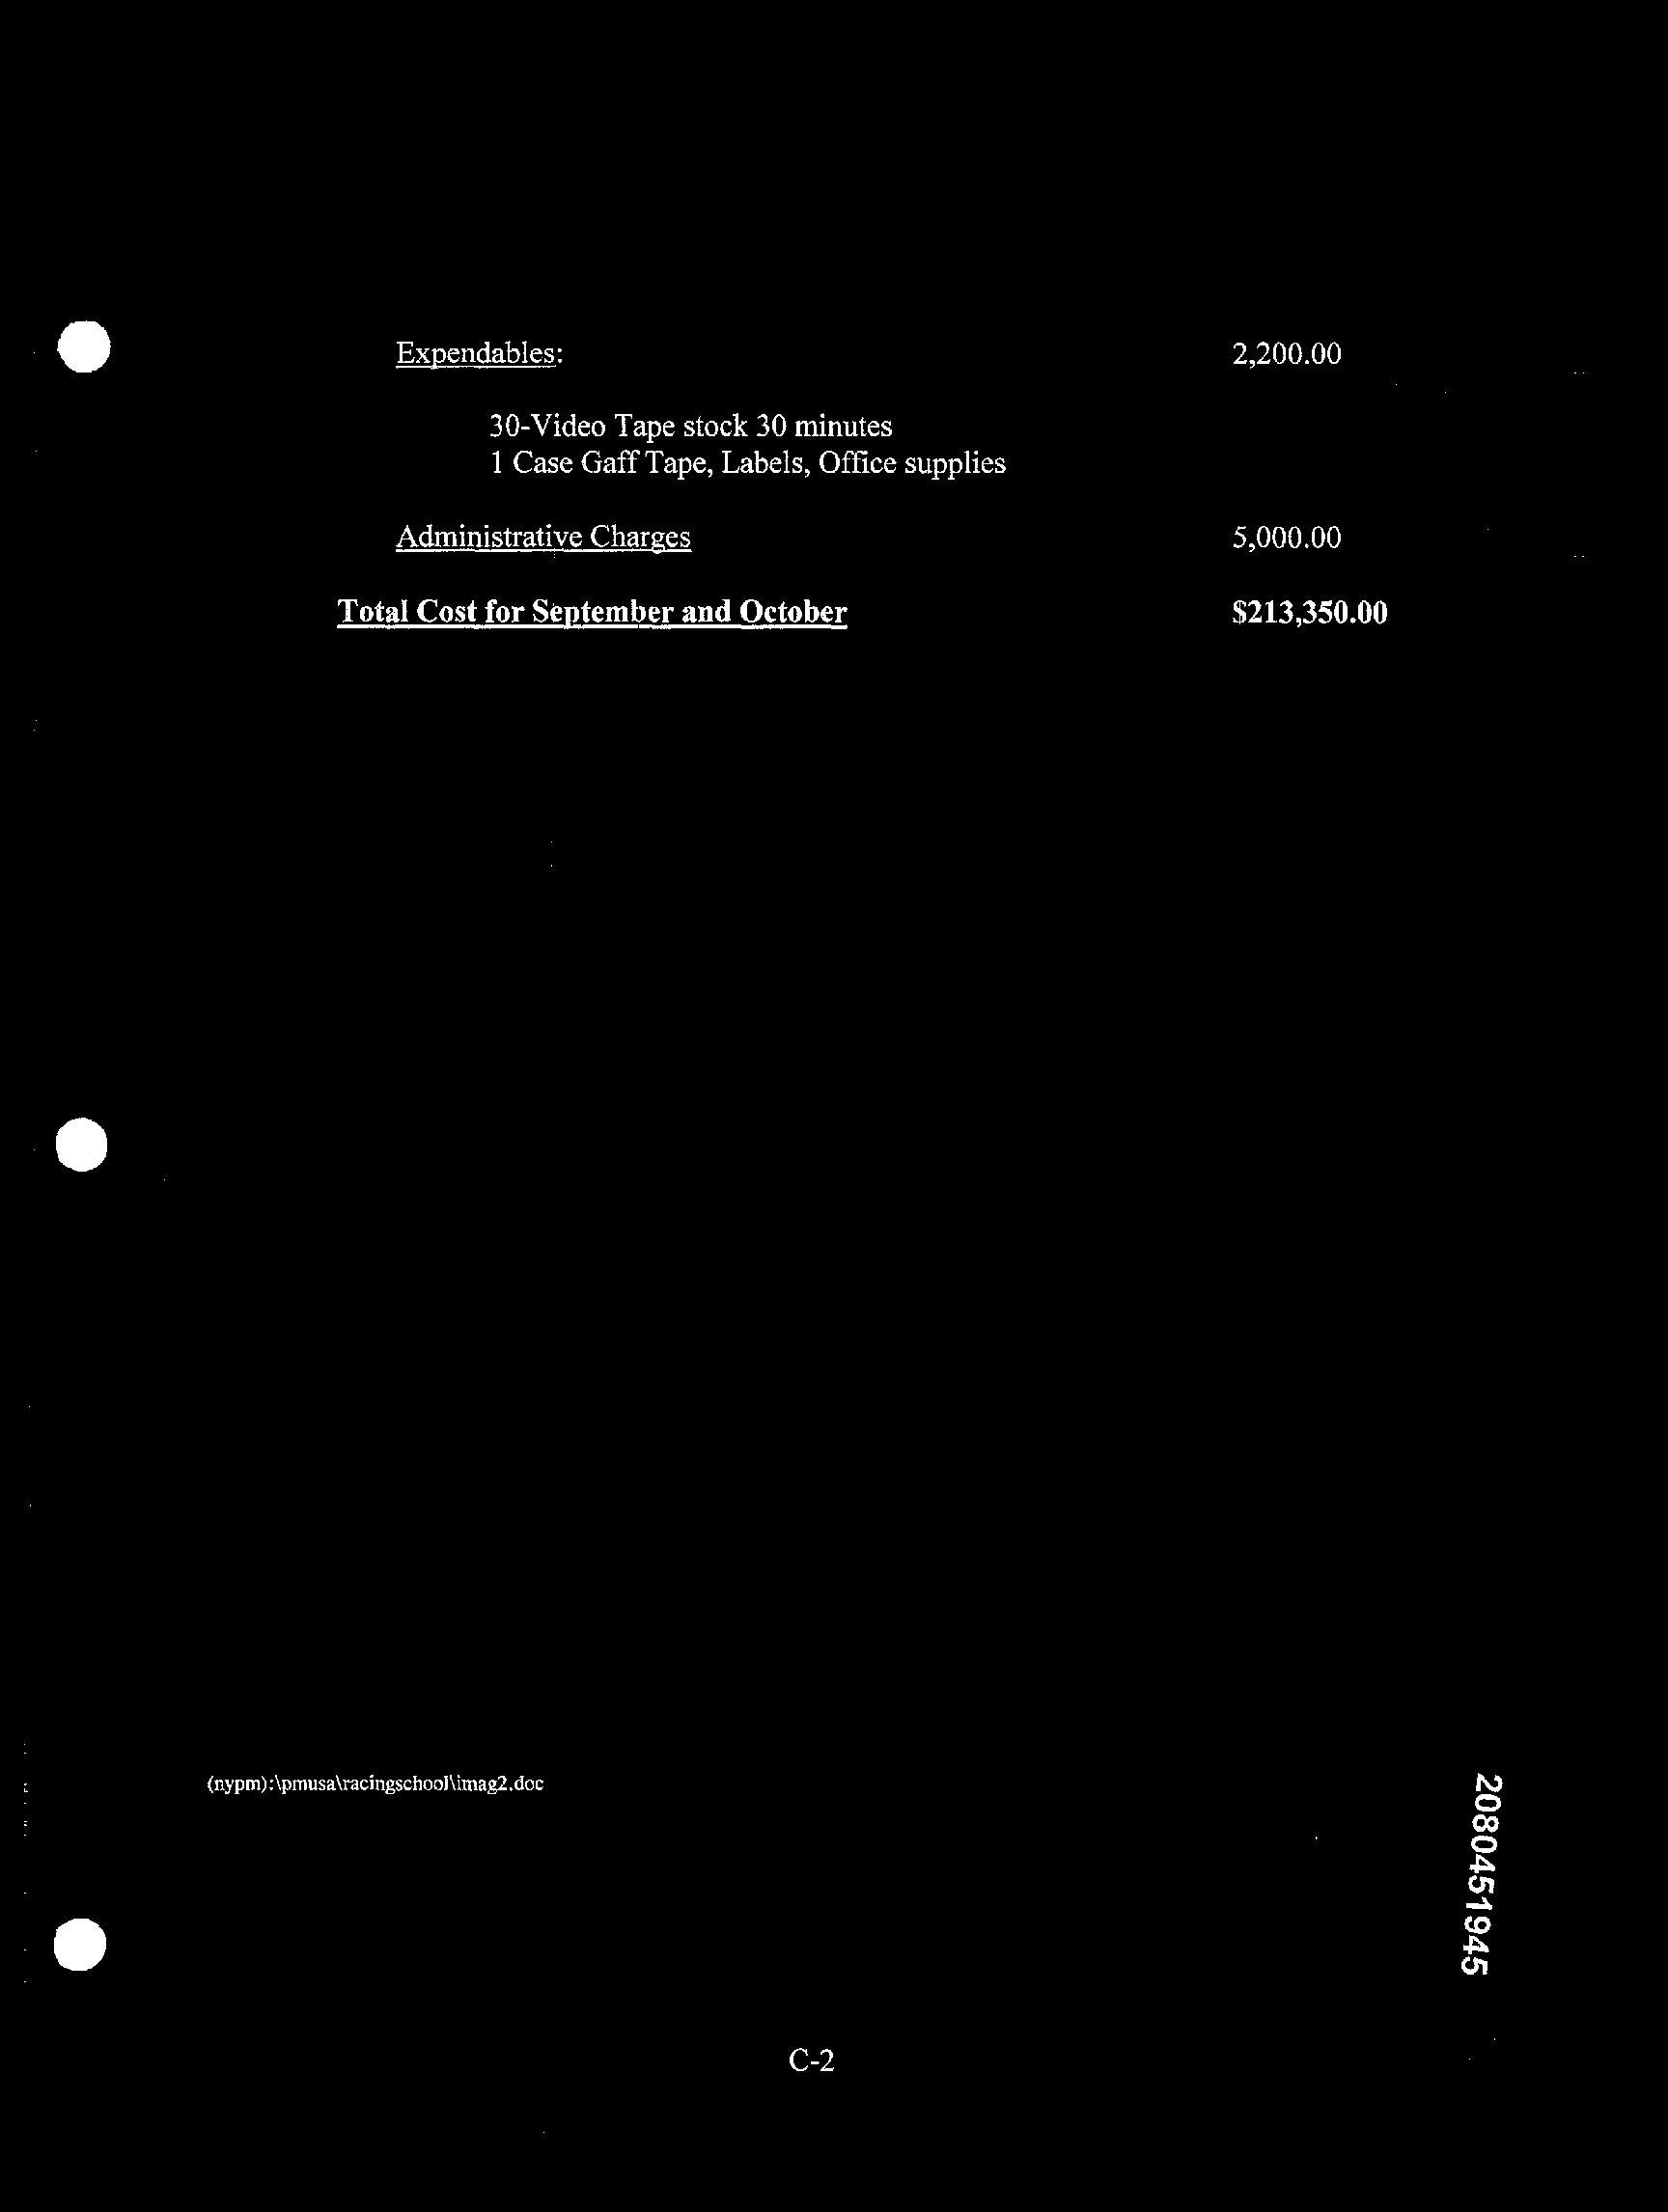 Expendables: 2,200.00
30-Video Tape stock 30 minutes
1 Case Gaff Tape, Labels, Office supplies
Administrative Charges 5,000.00
Total Cost for September and October $213,350.00
(nypm):\pmusa\racingschool\imag2.doc
2080451945
C-2